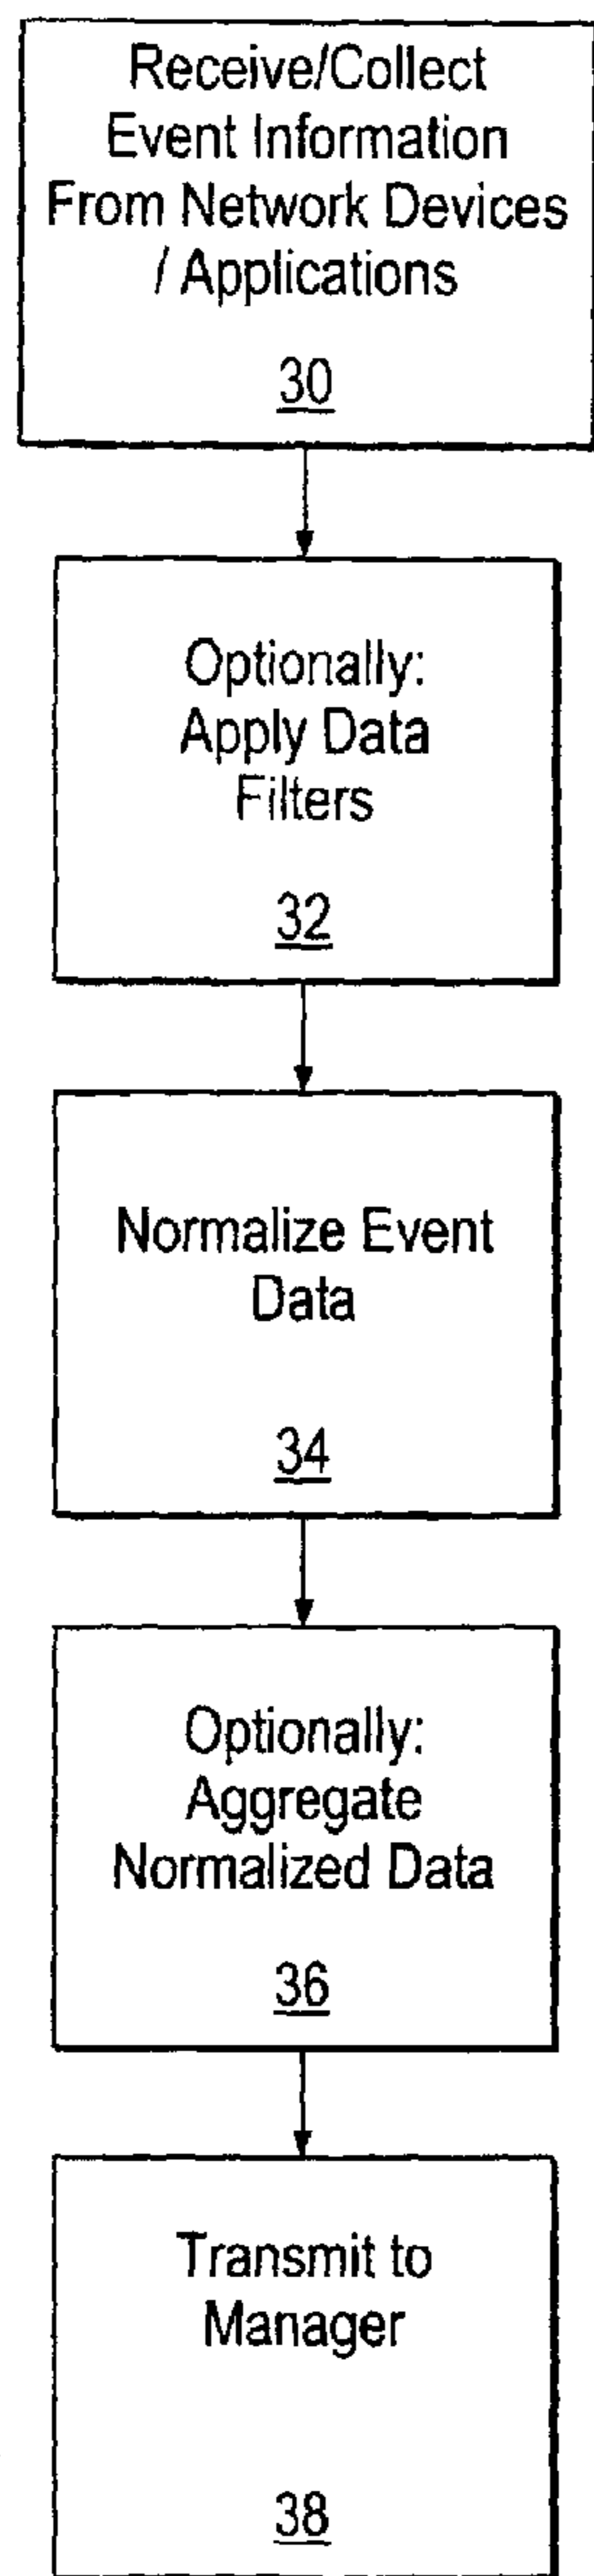 Receive/Collect
Event Information
From Network Devices
/ Applications
30
Optionally:
Apply Data
Filters
32
Normalize Event
Data
34
Optionally:
Aggregate
Normalized Data
36
Transmit to
Manager
38